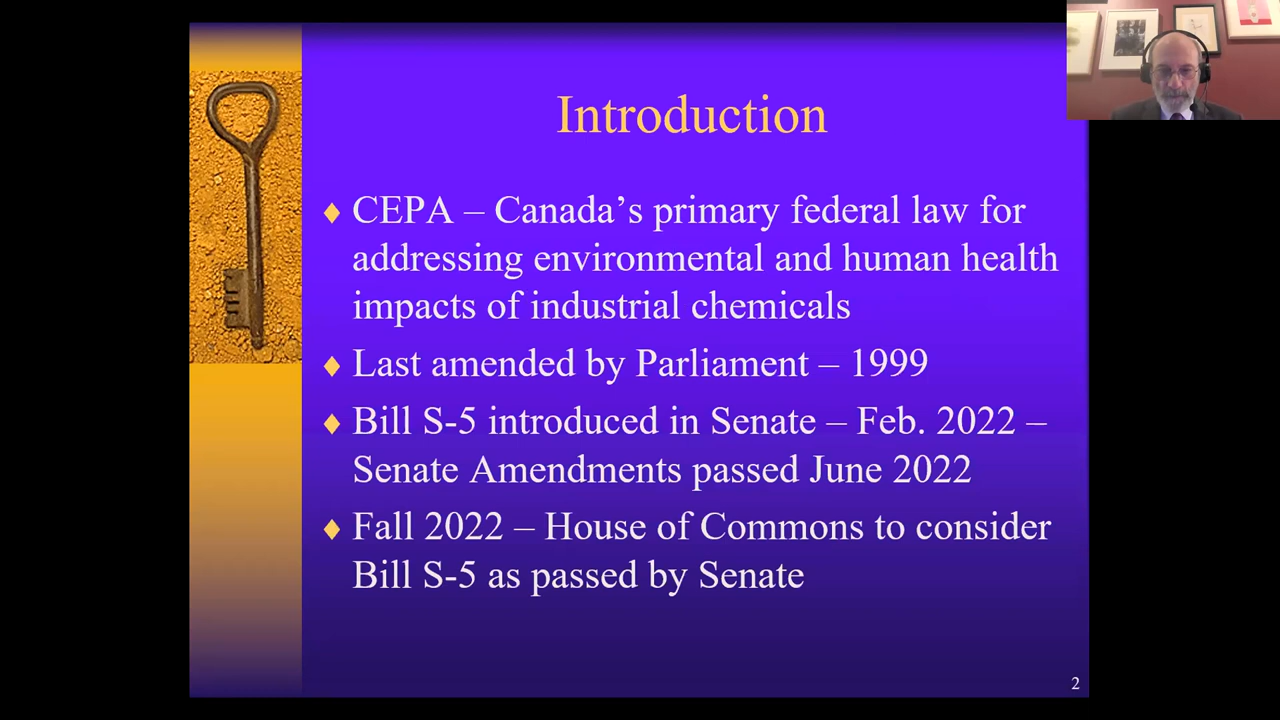 Introduction
♦ CEPA – Canada’s primary federal law for
addressing environmental and human health
impacts of industrial chemicals
♦ Last amended by Parliament – 1999
♦ Bill S-5 introduced in Senate – Feb. 2022 –
Senate Amendments passed June 2022
♦ Fall 2022 – House of Commons to consider
Bill S-5 as passed by Senate
2